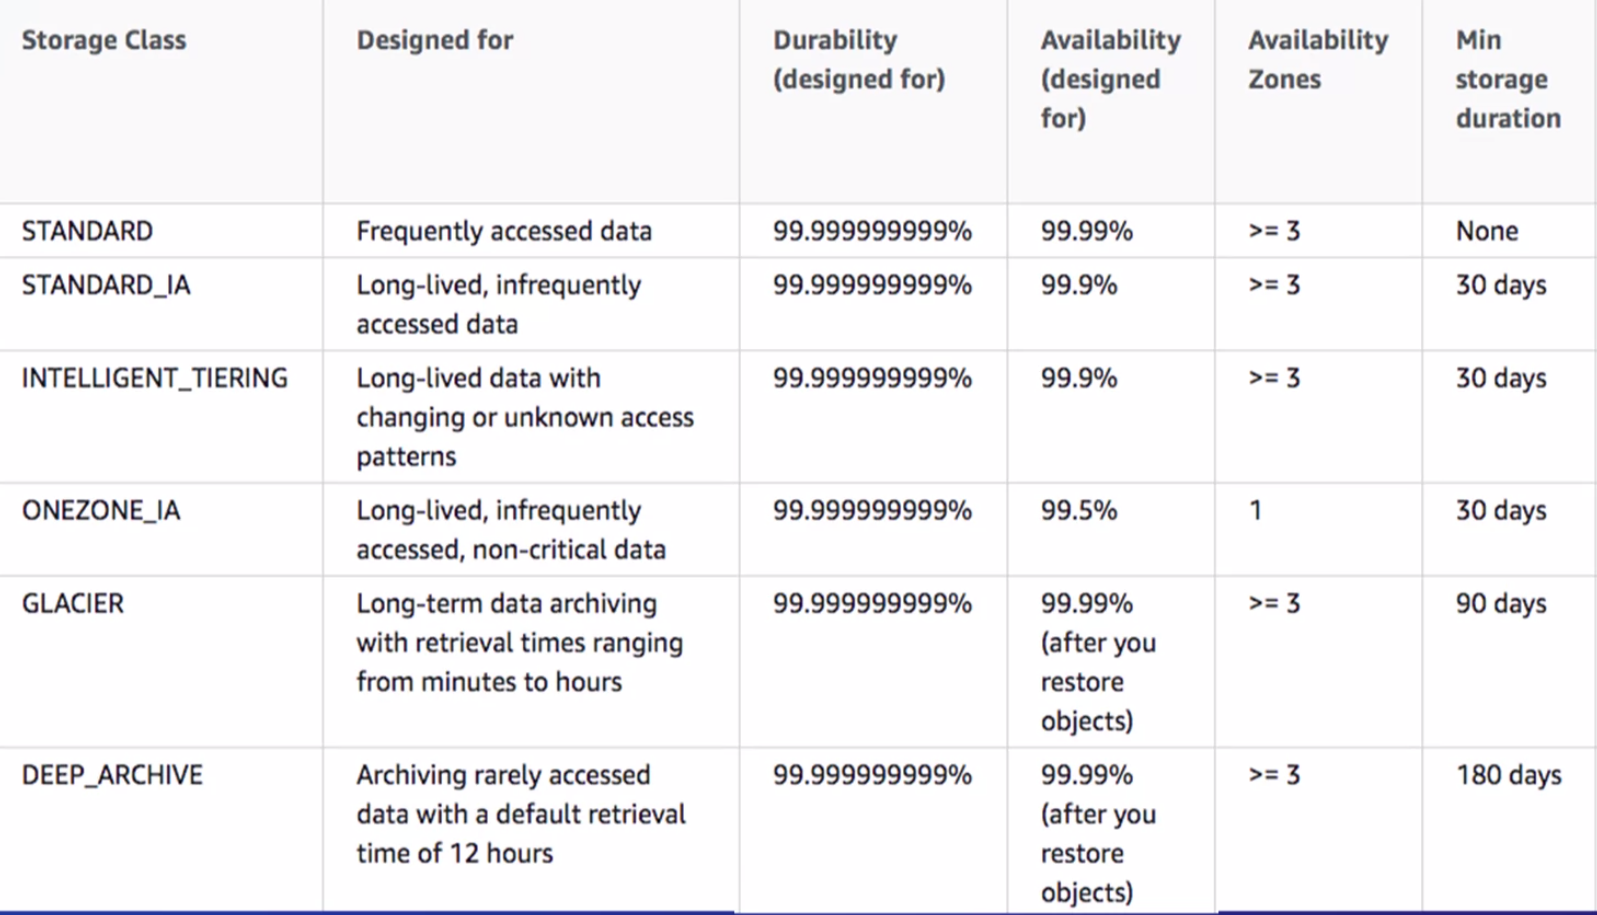 Storage Class
Designed for
Durability
(designed for)
Availability
(designed
for)
Availability
Zones
Min
storage
duration
STANDARD
Frequently accessed data
99.999999999%
99.99%
>= 3
None
STANDARD_IA
Long-lived, infrequently
accessed data
99.999999999%
99.9%
>= 3
30 days
INTELLIGENT_TIERING
Long-lived data with
changing or unknown access
patterns
99.999999999%
99.9%
>= 3
30 days
ONEZONE_IA
Long-lived, infrequently
accessed, non-critical data
99.999999999%
99.5%
1
30 days
GLACIER
Long-term data archiving
with retrieval times ranging
from minutes to hours
99.999999999%
99.99%
(after you
restore
objects)
>= 3
90 days
DEEP_ARCHIVE
Archiving rarely accessed
data with a default retrieval
time of 12 hours
99.999999999%
99.99%
(after you
restore
objects)
>= 3
180 days